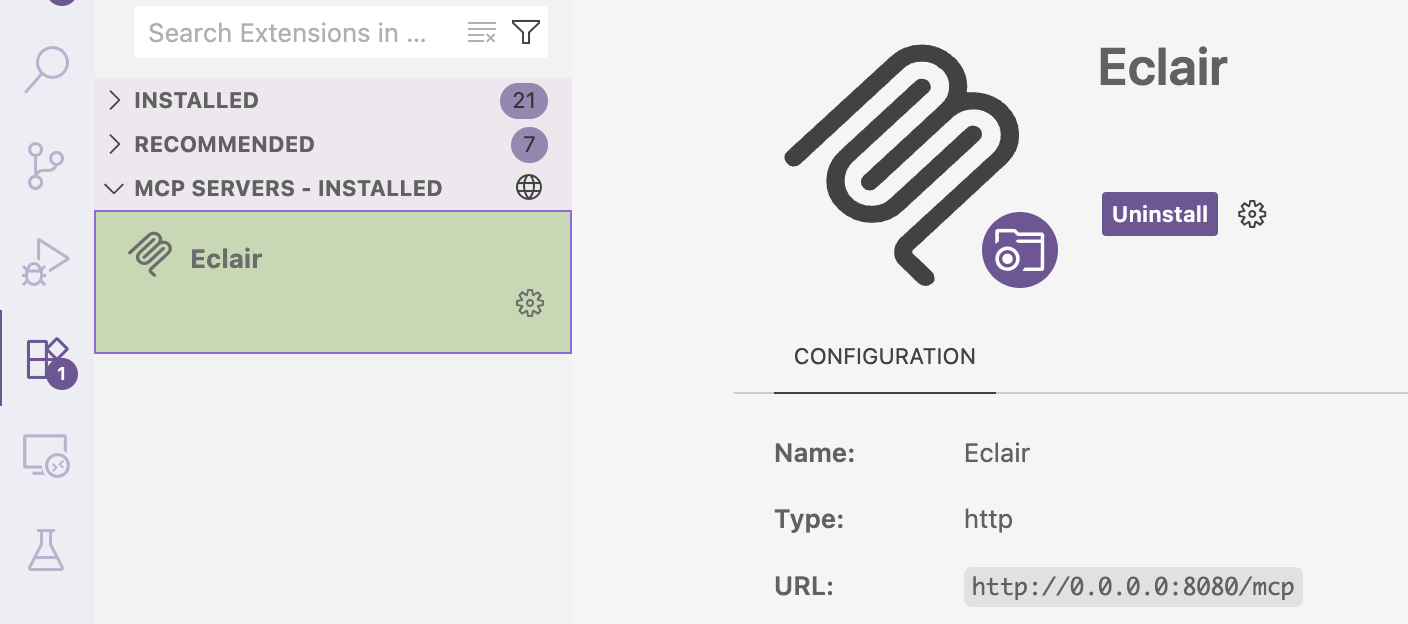 Search Extensions in ...
INSTALLED 21
RECOMMENDED 7
MCP SERVERS - INSTALLED
Eclair
1
Eclair
Uninstall
CONFIGURATION
Name: Eclair
Type: http
URL: http://0.0.0.0:8080/mcp